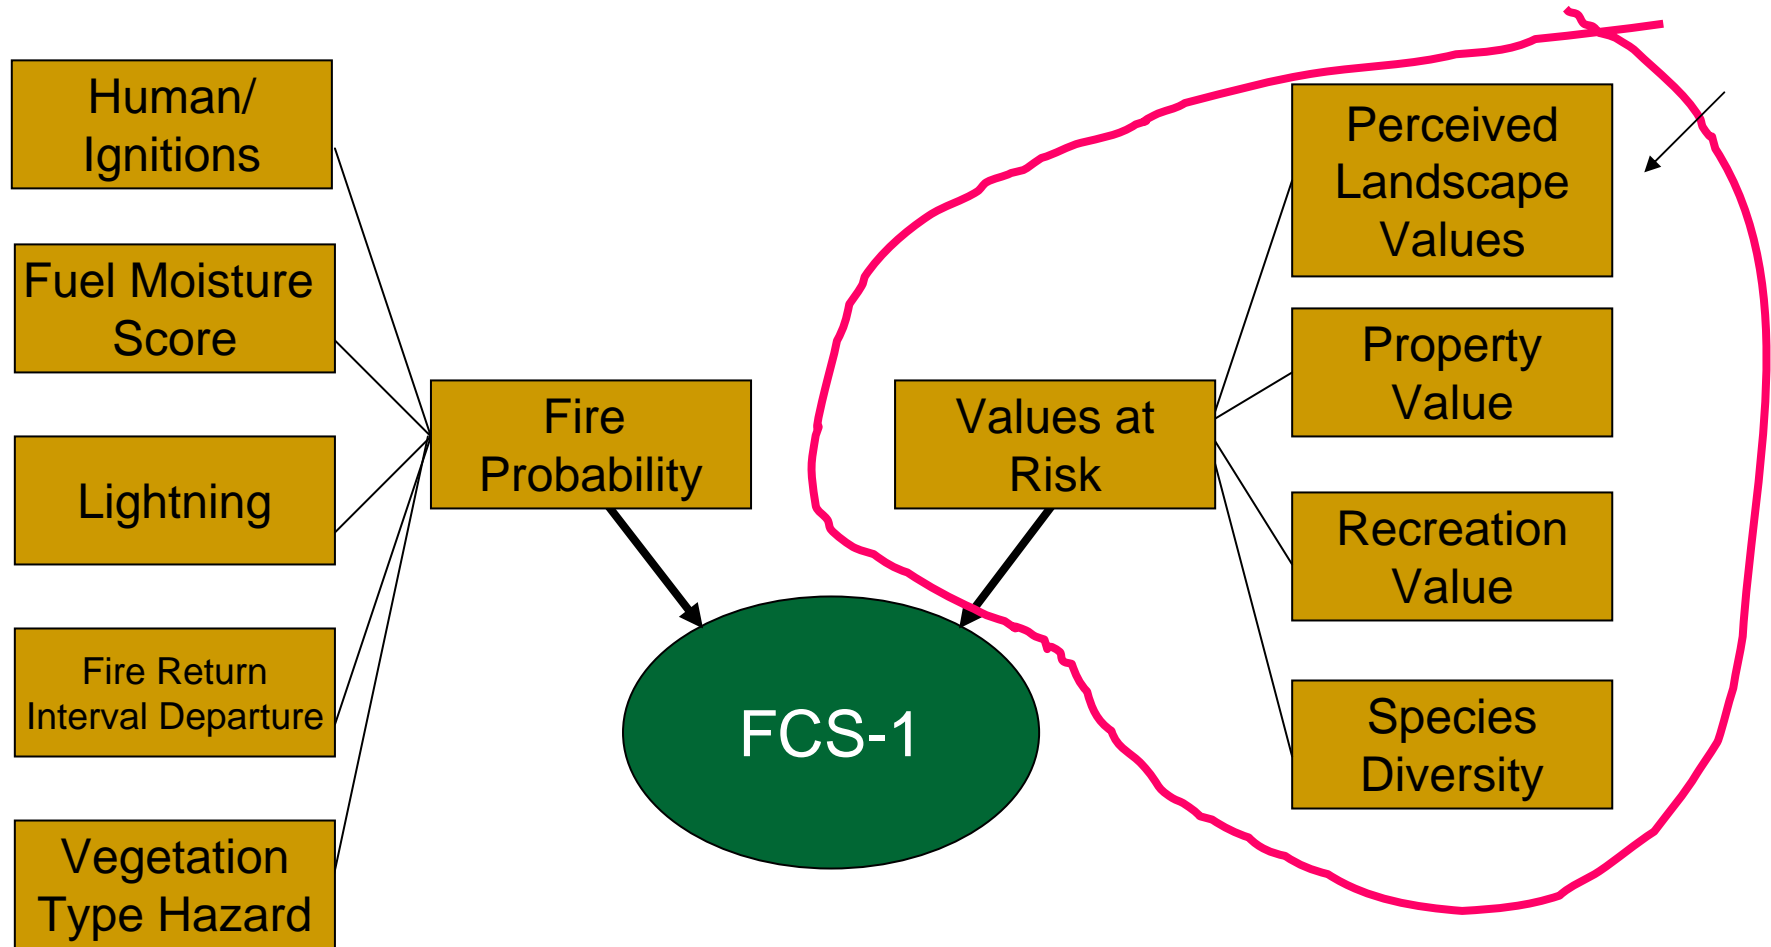 Human/
Ignitions
Fuel Moisture
Score
Lightning
Fire Return
Interval Departure
Vegetation
Type Hazard
Fire
Probability
FCS-1
Values at
Risk
Perceived
Landscape
Values
Property
Value
Recreation
Value
Species
Diversity